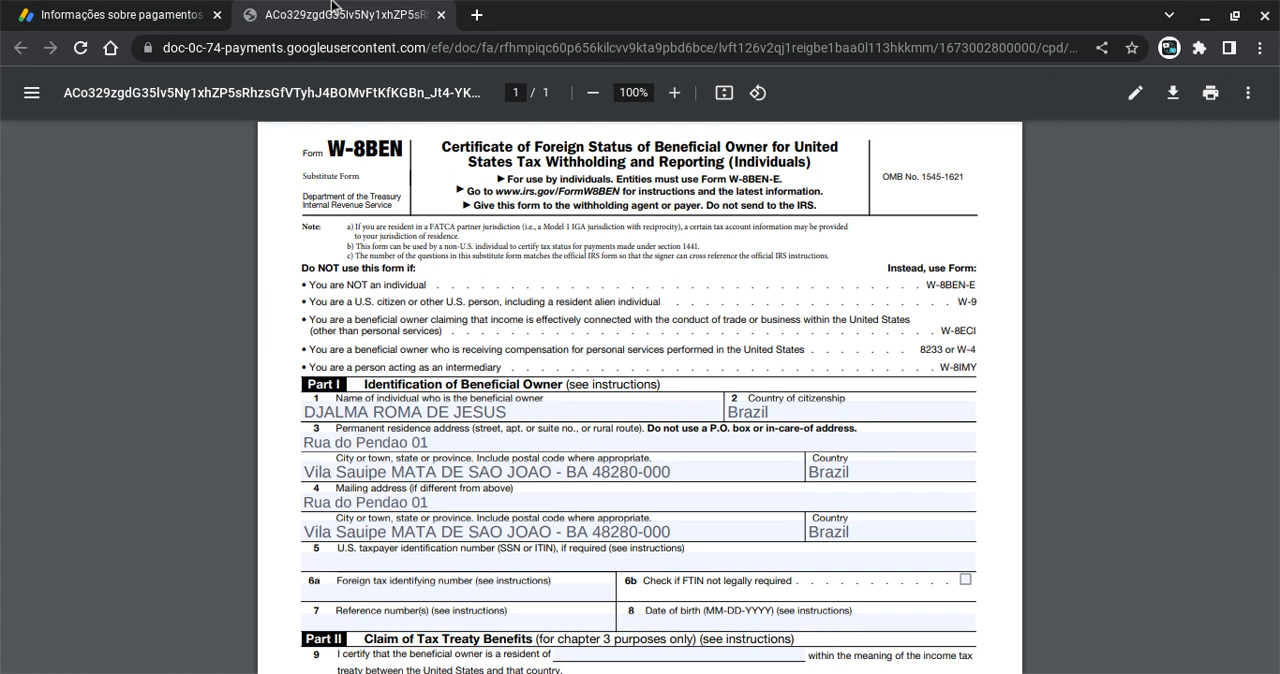 Informações sobre pagamentos
ACo329zgdG35lv5Ny1xhZP5sR
doc-0c-74-payments.googleusercontent.com/efe/doc/fa/rfhmpiqc60p656kilcvv9kta9pbd6bce/lvft126v2qj1reigbe1baa0l113hkkmm/1673002800000/cpd/...
ACo329zgdG35lv5Ny1xhZP5sRhzsGfVTyhJ4BOMvFtKfKGBn_Jt4-YK...
1 / 1
100%
Form W-8BEN
Substitute Form
Department of the Treasury
Internal Revenue Service
Certificate of Foreign Status of Beneficial Owner for United
States Tax Withholding and Reporting (Individuals)
▶ For use by individuals. Entities must use Form W-8BEN-E.
▶ Go to www.irs.gov/FormW8BEN for instructions and the latest information.
▶ Give this form to the withholding agent or payer. Do not send to the IRS.
OMB No. 1545-1621
Note: a) If you are resident in a FATCA partner jurisdiction (i.e., a Model 1 IGA jurisdiction with reciprocity), a certain tax account information may be provided
to your jurisdiction of residence.
b) This form can be used by a non-U.S. individual to certify tax status for payments made under section 1441.
c) The number of the questions in this substitute form matches the official IRS form so that the signer can cross reference the official IRS instructions.
Do NOT use this form if: Instead, use Form:
• You are NOT an individual . . . . . . . . . . W-8BEN-E
• You are a U.S. citizen or other U.S. person, including a resident alien individual . . . . . . . . . . W-9
• You are a beneficial owner claiming that income is effectively connected with the conduct of trade or business within the United States
(other than personal services) . . . . . . . . . . W-8ECI
• You are a beneficial owner who is receiving compensation for personal services performed in the United States . . . . . . . 8233 or W-4
• You are a person acting as an intermediary . . . . . . . . . . W-8IMY
Part I Identification of Beneficial Owner (see instructions)
1 Name of individual who is the beneficial owner
DJALMA ROMA DE JESUS
2 Country of citizenship
Brazil
3 Permanent residence address (street, apt. or suite no., or rural route). Do not use a P.O. box or in-care-of address.
Rua do Pendao 01
City or town, state or province. Include postal code where appropriate.
Vila Sauipe MATA DE SAO JOAO - BA 48280-000
Country
Brazil
4 Mailing address (if different from above)
Rua do Pendao 01
City or town, state or province. Include postal code where appropriate.
Vila Sauipe MATA DE SAO JOAO - BA 48280-000
Country
Brazil
5 U.S. taxpayer identification number (SSN or ITIN), if required (see instructions)
6a Foreign tax identifying number (see instructions)
6b Check if FTIN not legally required . . . . . . . . . .
7 Reference number(s) (see instructions)
8 Date of birth (MM-DD-YYYY) (see instructions)
Part II Claim of Tax Treaty Benefits (for chapter 3 purposes only) (see instructions)
9 I certify that the beneficial owner is a resident of within the meaning of the income tax
treaty between the United States and that country.